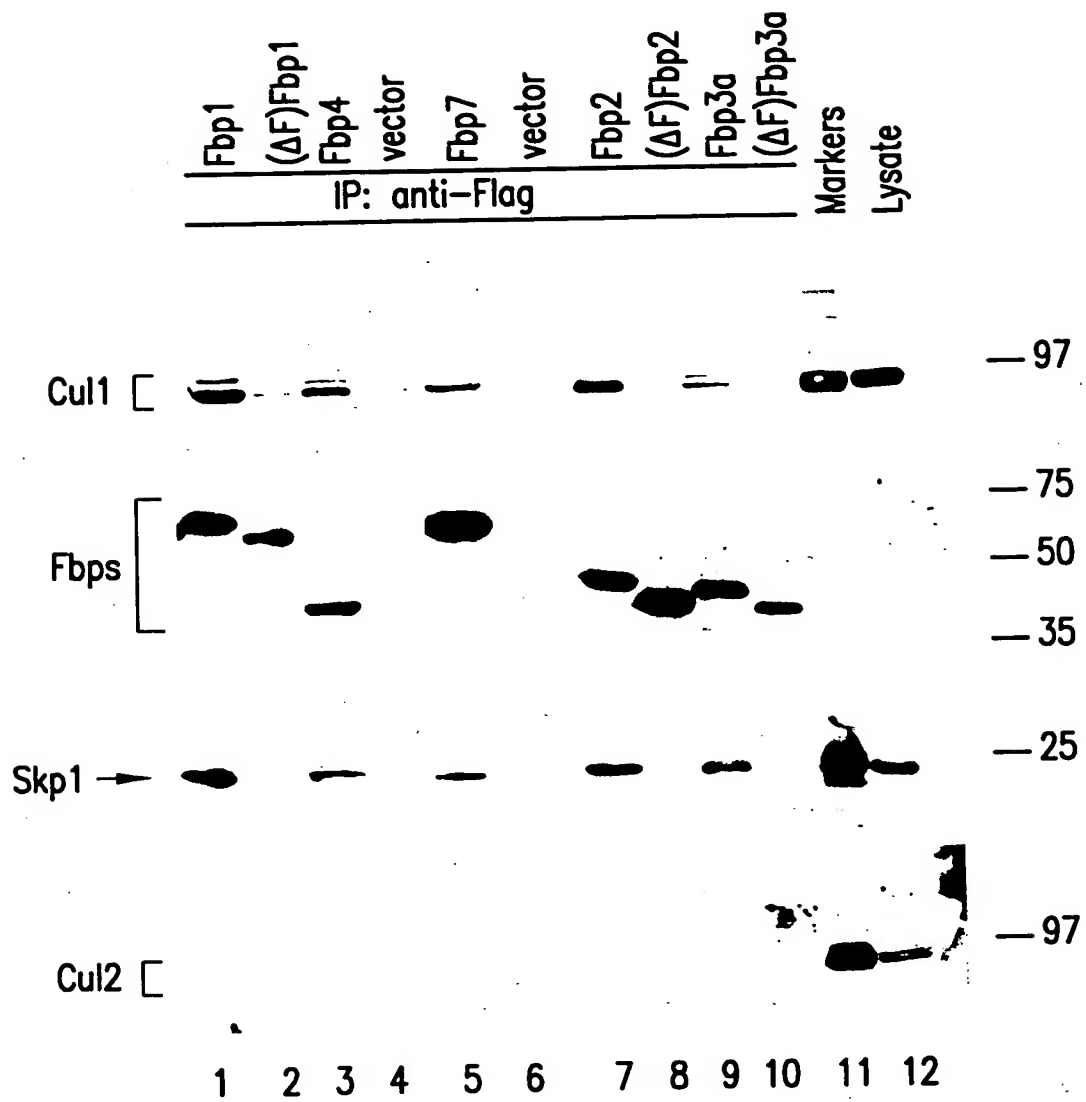 Fbp1
(ΔF)Fbp1
Fbp4
vector
Fbp7
vector
Fbp2
(ΔF)Fbp2
Fbp3a
(ΔF)Fbp3a
Markers
Lysate
IP: anti-Flag
Cul1
97
75
Fbps
50
35
25
Skp1
97
Cul2
1 2 3 4 5 6 7 8 9 10 11 12